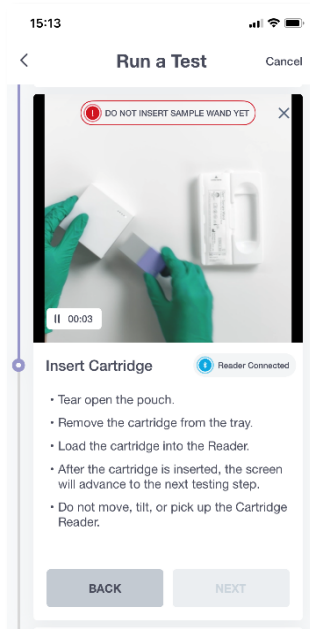 15:13
Run a Test
Cancel
DO NOT INSERT SAMPLE WAND YET
00:03
Insert Cartridge
Reader Connected
• Tear open the pouch.
• Remove the cartridge from the tray.
• Load the cartridge into the Reader.
• After the cartridge is inserted, the screen
will advance to the next testing step.
• Do not move, tilt, or pick up the Cartridge
Reader.
BACK
NEXT